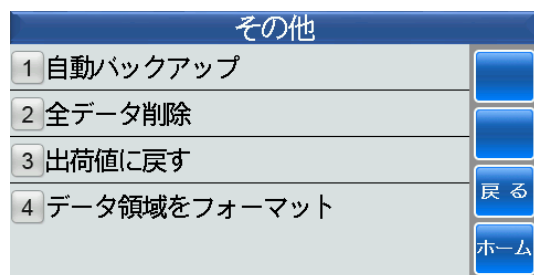 その他
1 自動バックアップ
2 全データ削除
3 出荷値に戻す
4 データ領域をフォーマット
戻る
ホーム